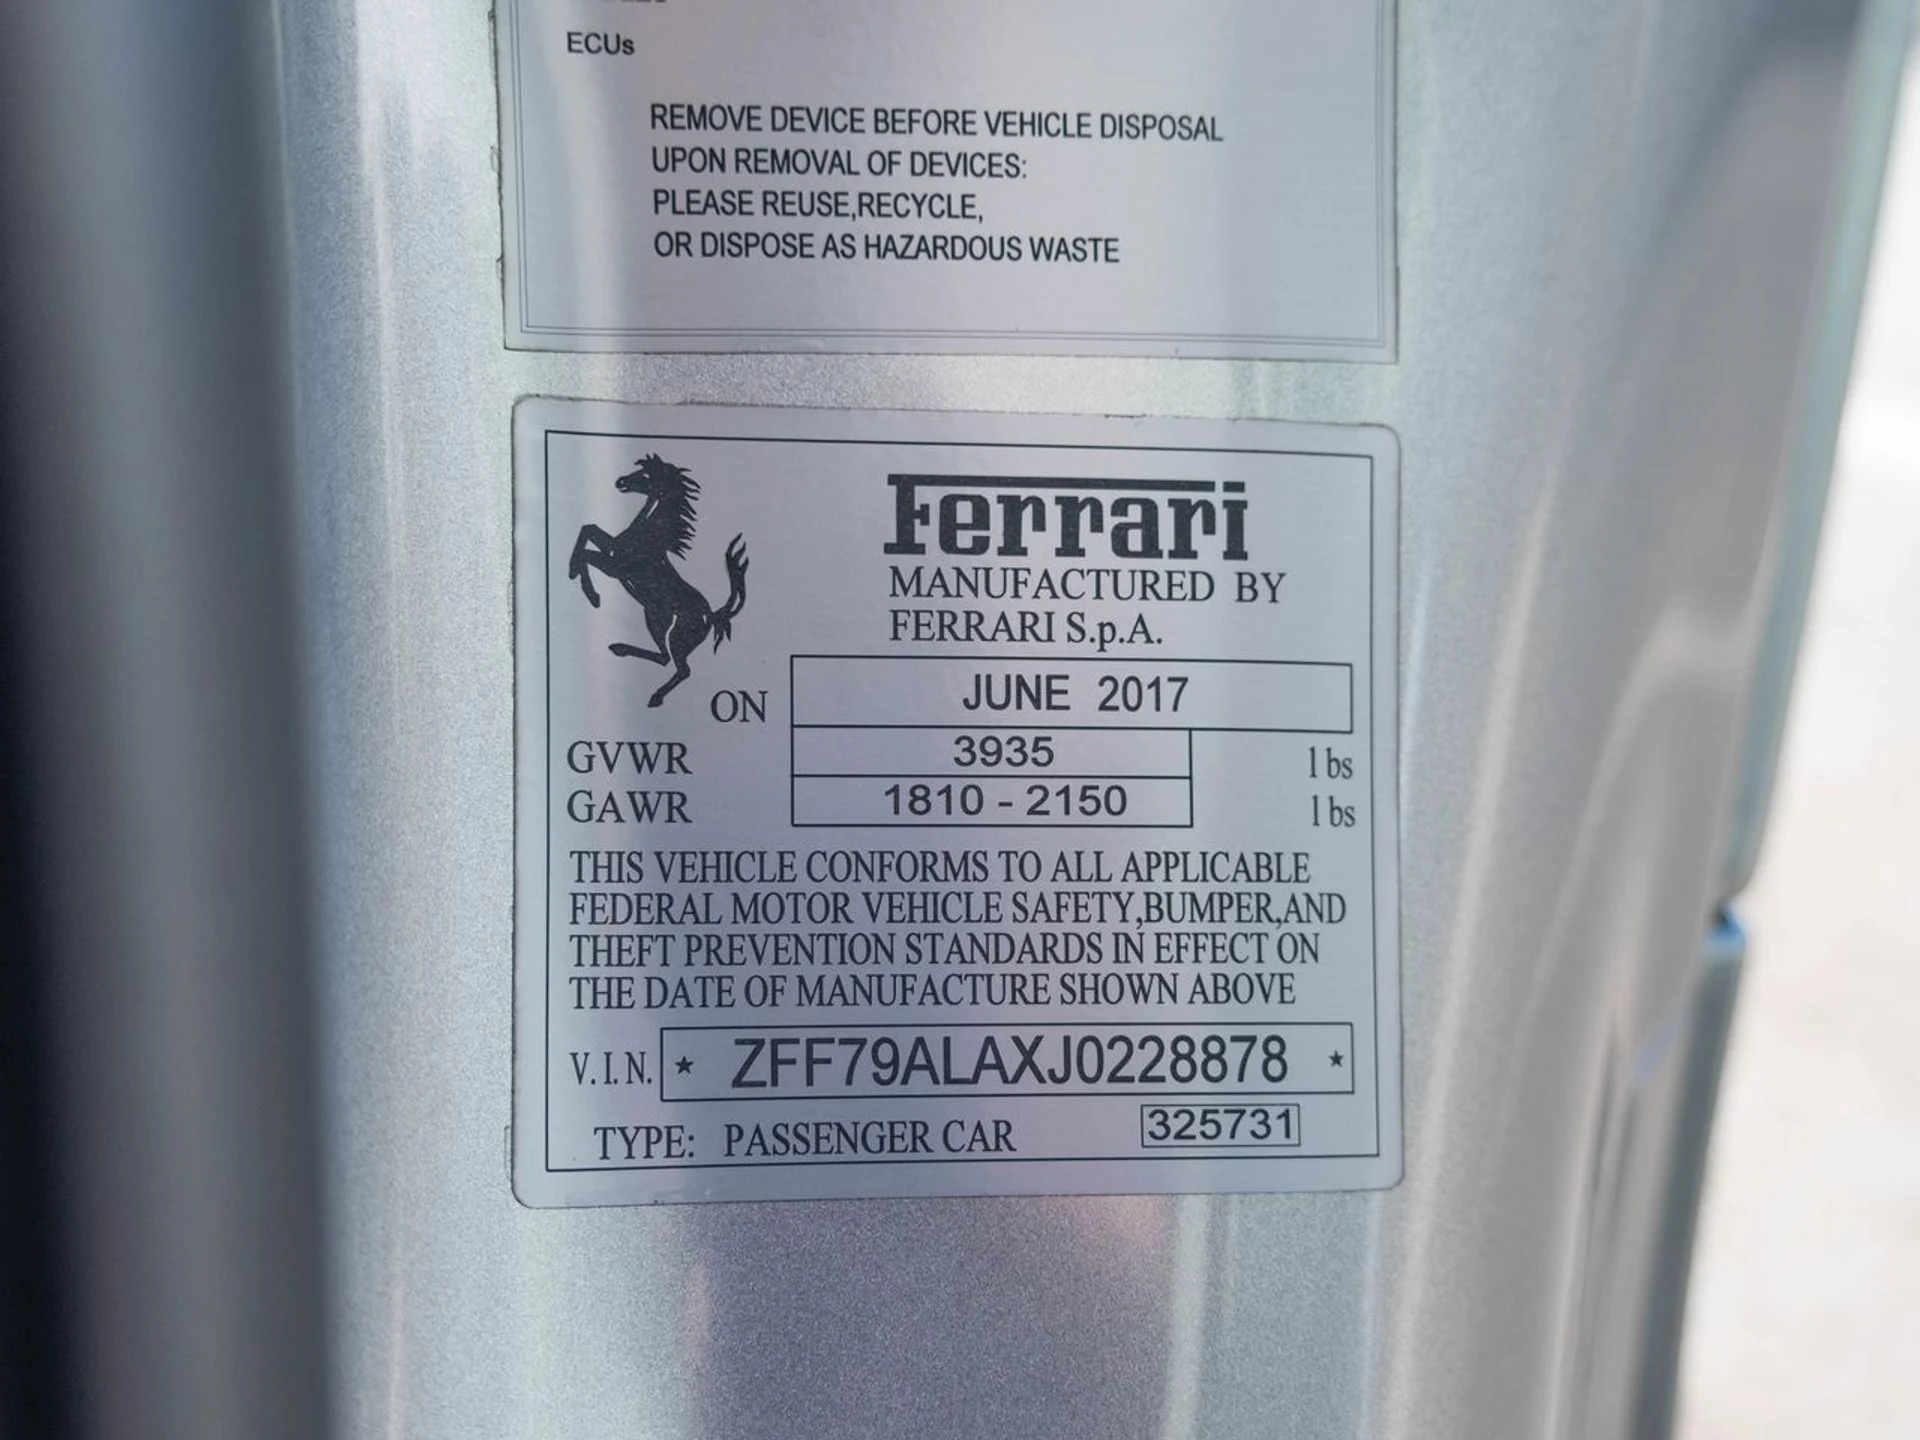 ECUs
REMOVE DEVICE BEFORE VEHICLE DISPOSAL
UPON REMOVAL OF DEVICES:
PLEASE REUSE,RECYCLE,
OR DISPOSE AS HAZARDOUS WASTE
Ferrari
MANUFACTURED BY
FERRARI S.p.A.
ON JUNE 2017
GVWR 3935 lbs
GAWR 1810 - 2150 lbs
THIS VEHICLE CONFORMS TO ALL APPLICABLE
FEDERAL MOTOR VEHICLE SAFETY,BUMPER,AND
THEFT PREVENTION STANDARDS IN EFFECT ON
THE DATE OF MANUFACTURE SHOWN ABOVE
V.I.N. ★ ZFF79ALAXJ0228878 ★
TYPE: PASSENGER CAR 325731